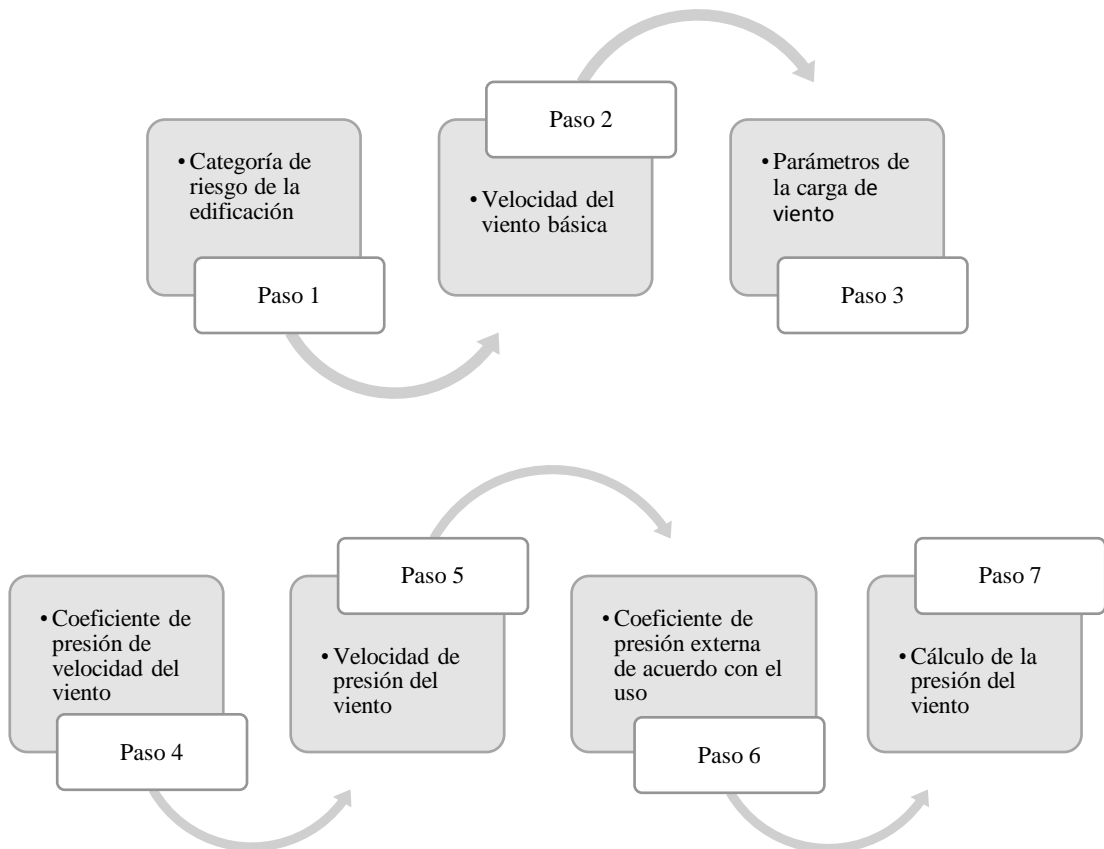 • Categoría de
riesgo de la
edificación
Paso 1
Paso 2
• Velocidad del
viento básica
• Parámetros de
la carga de
viento
Paso 3
• Coeficiente de
presión de
velocidad del
viento
Paso 4
Paso 5
• Velocidad de
presión del
viento
• Coeficiente de
presión externa
de acuerdo con el
uso
Paso 6
Paso 7
• Cálculo de la
presión del
viento